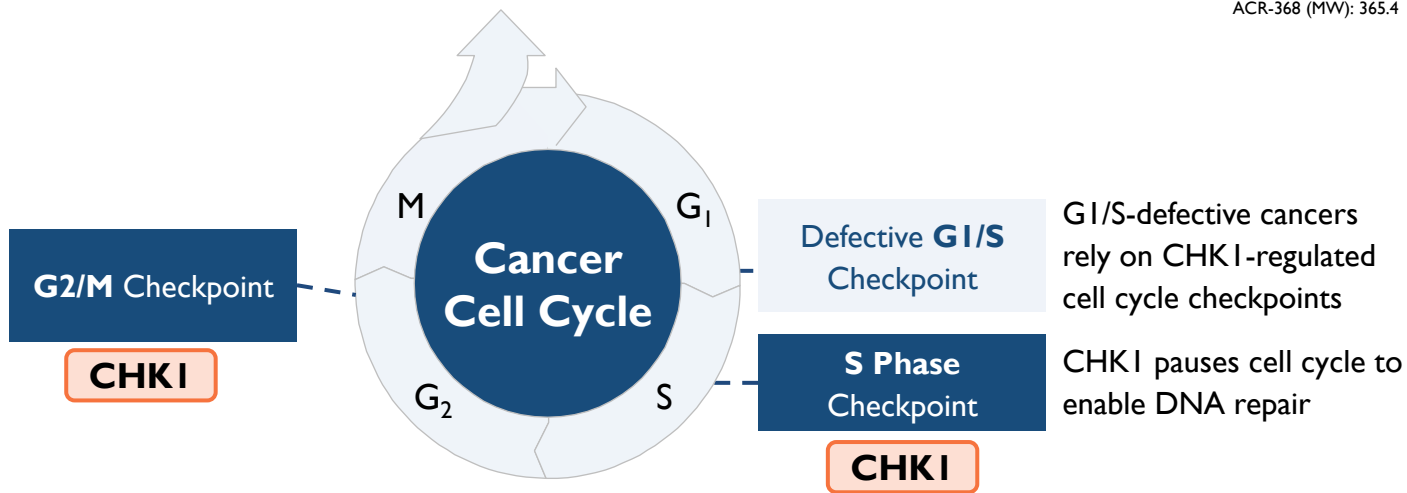 ACR-368 (MW): 365.4
M
G₁
Cancer
Cell Cycle
G₂
S
G2/M Checkpoint
CHK1
Defective G1/S
Checkpoint
G1/S-defective cancers
rely on CHK1-regulated
cell cycle checkpoints
S Phase
Checkpoint
CHK1
CHK1 pauses cell cycle to
enable DNA repair